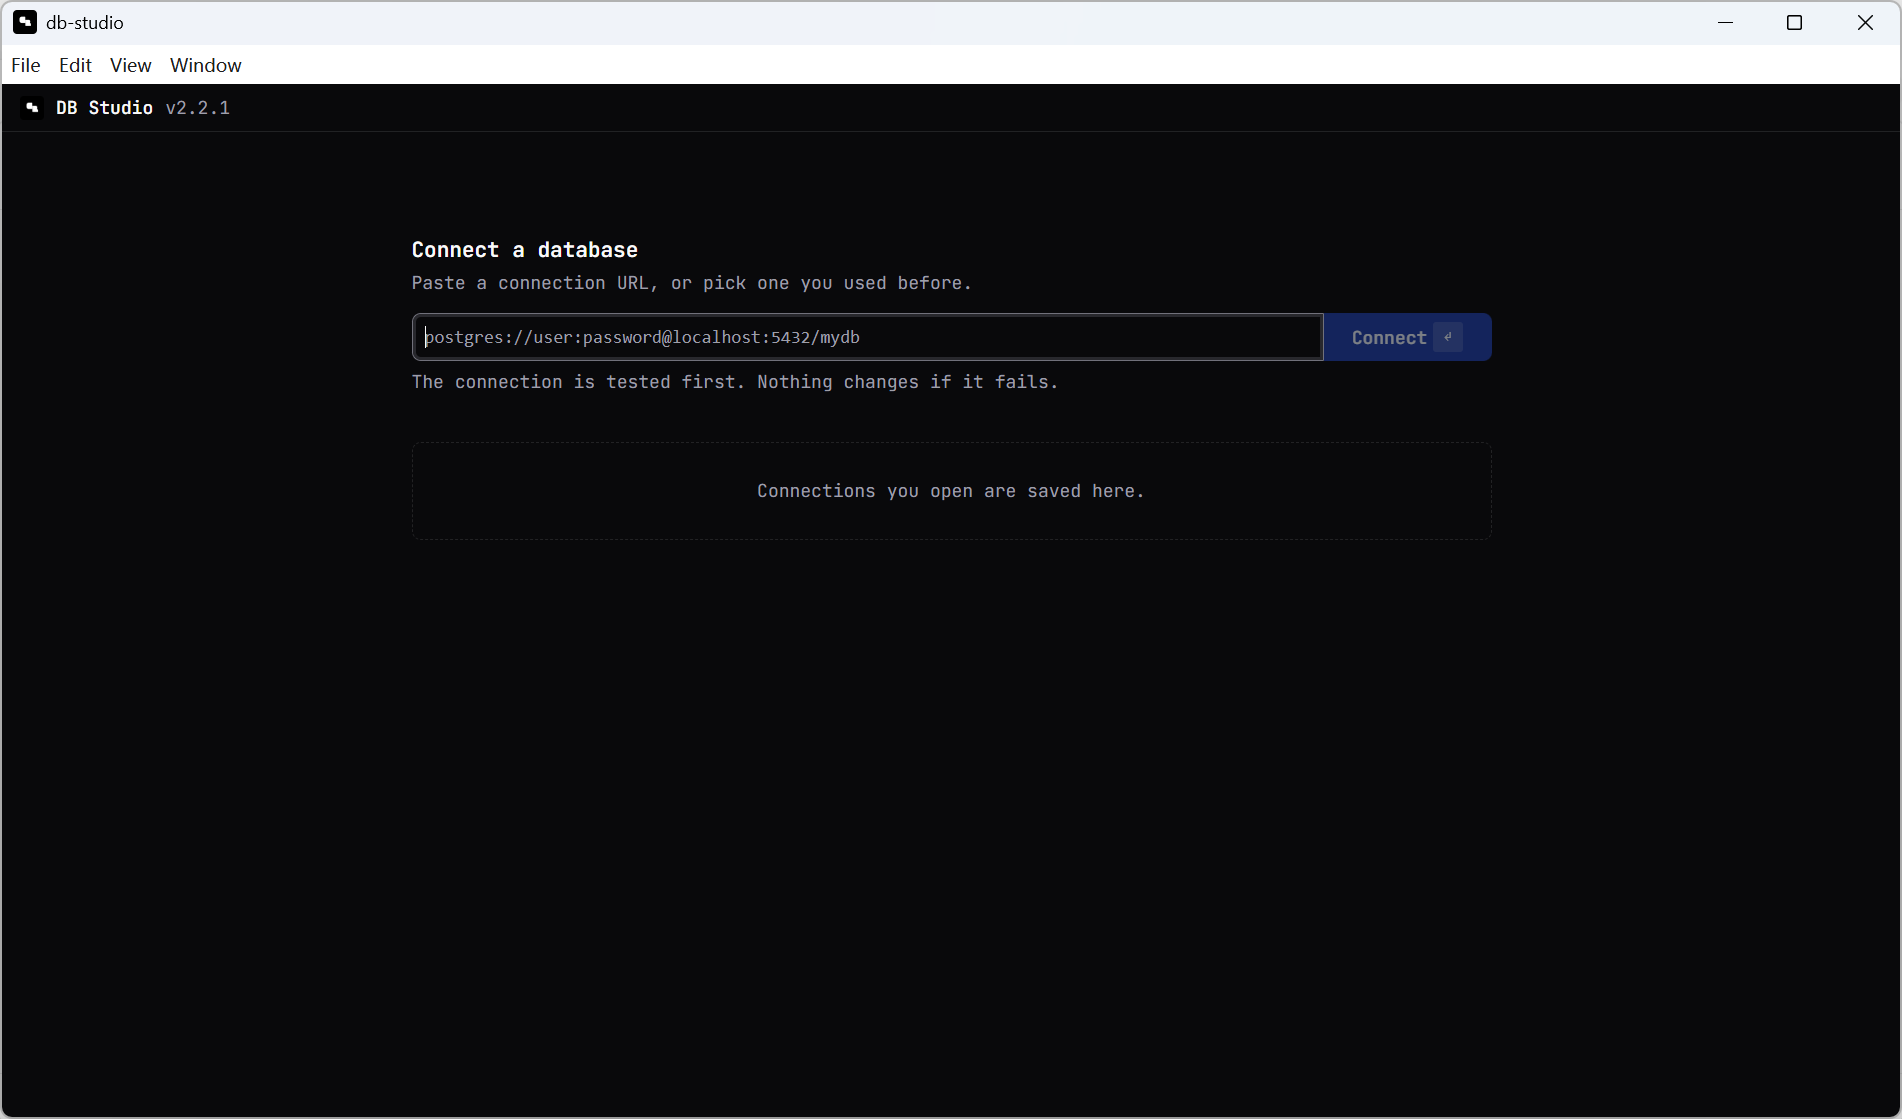 db-studio
File Edit View Window
DB Studio v2.2.1
Connect a database
Paste a connection URL, or pick one you used before.
postgres://user:password@localhost:5432/mydb
Connect
The connection is tested first. Nothing changes if it fails.
Connections you open are saved here.